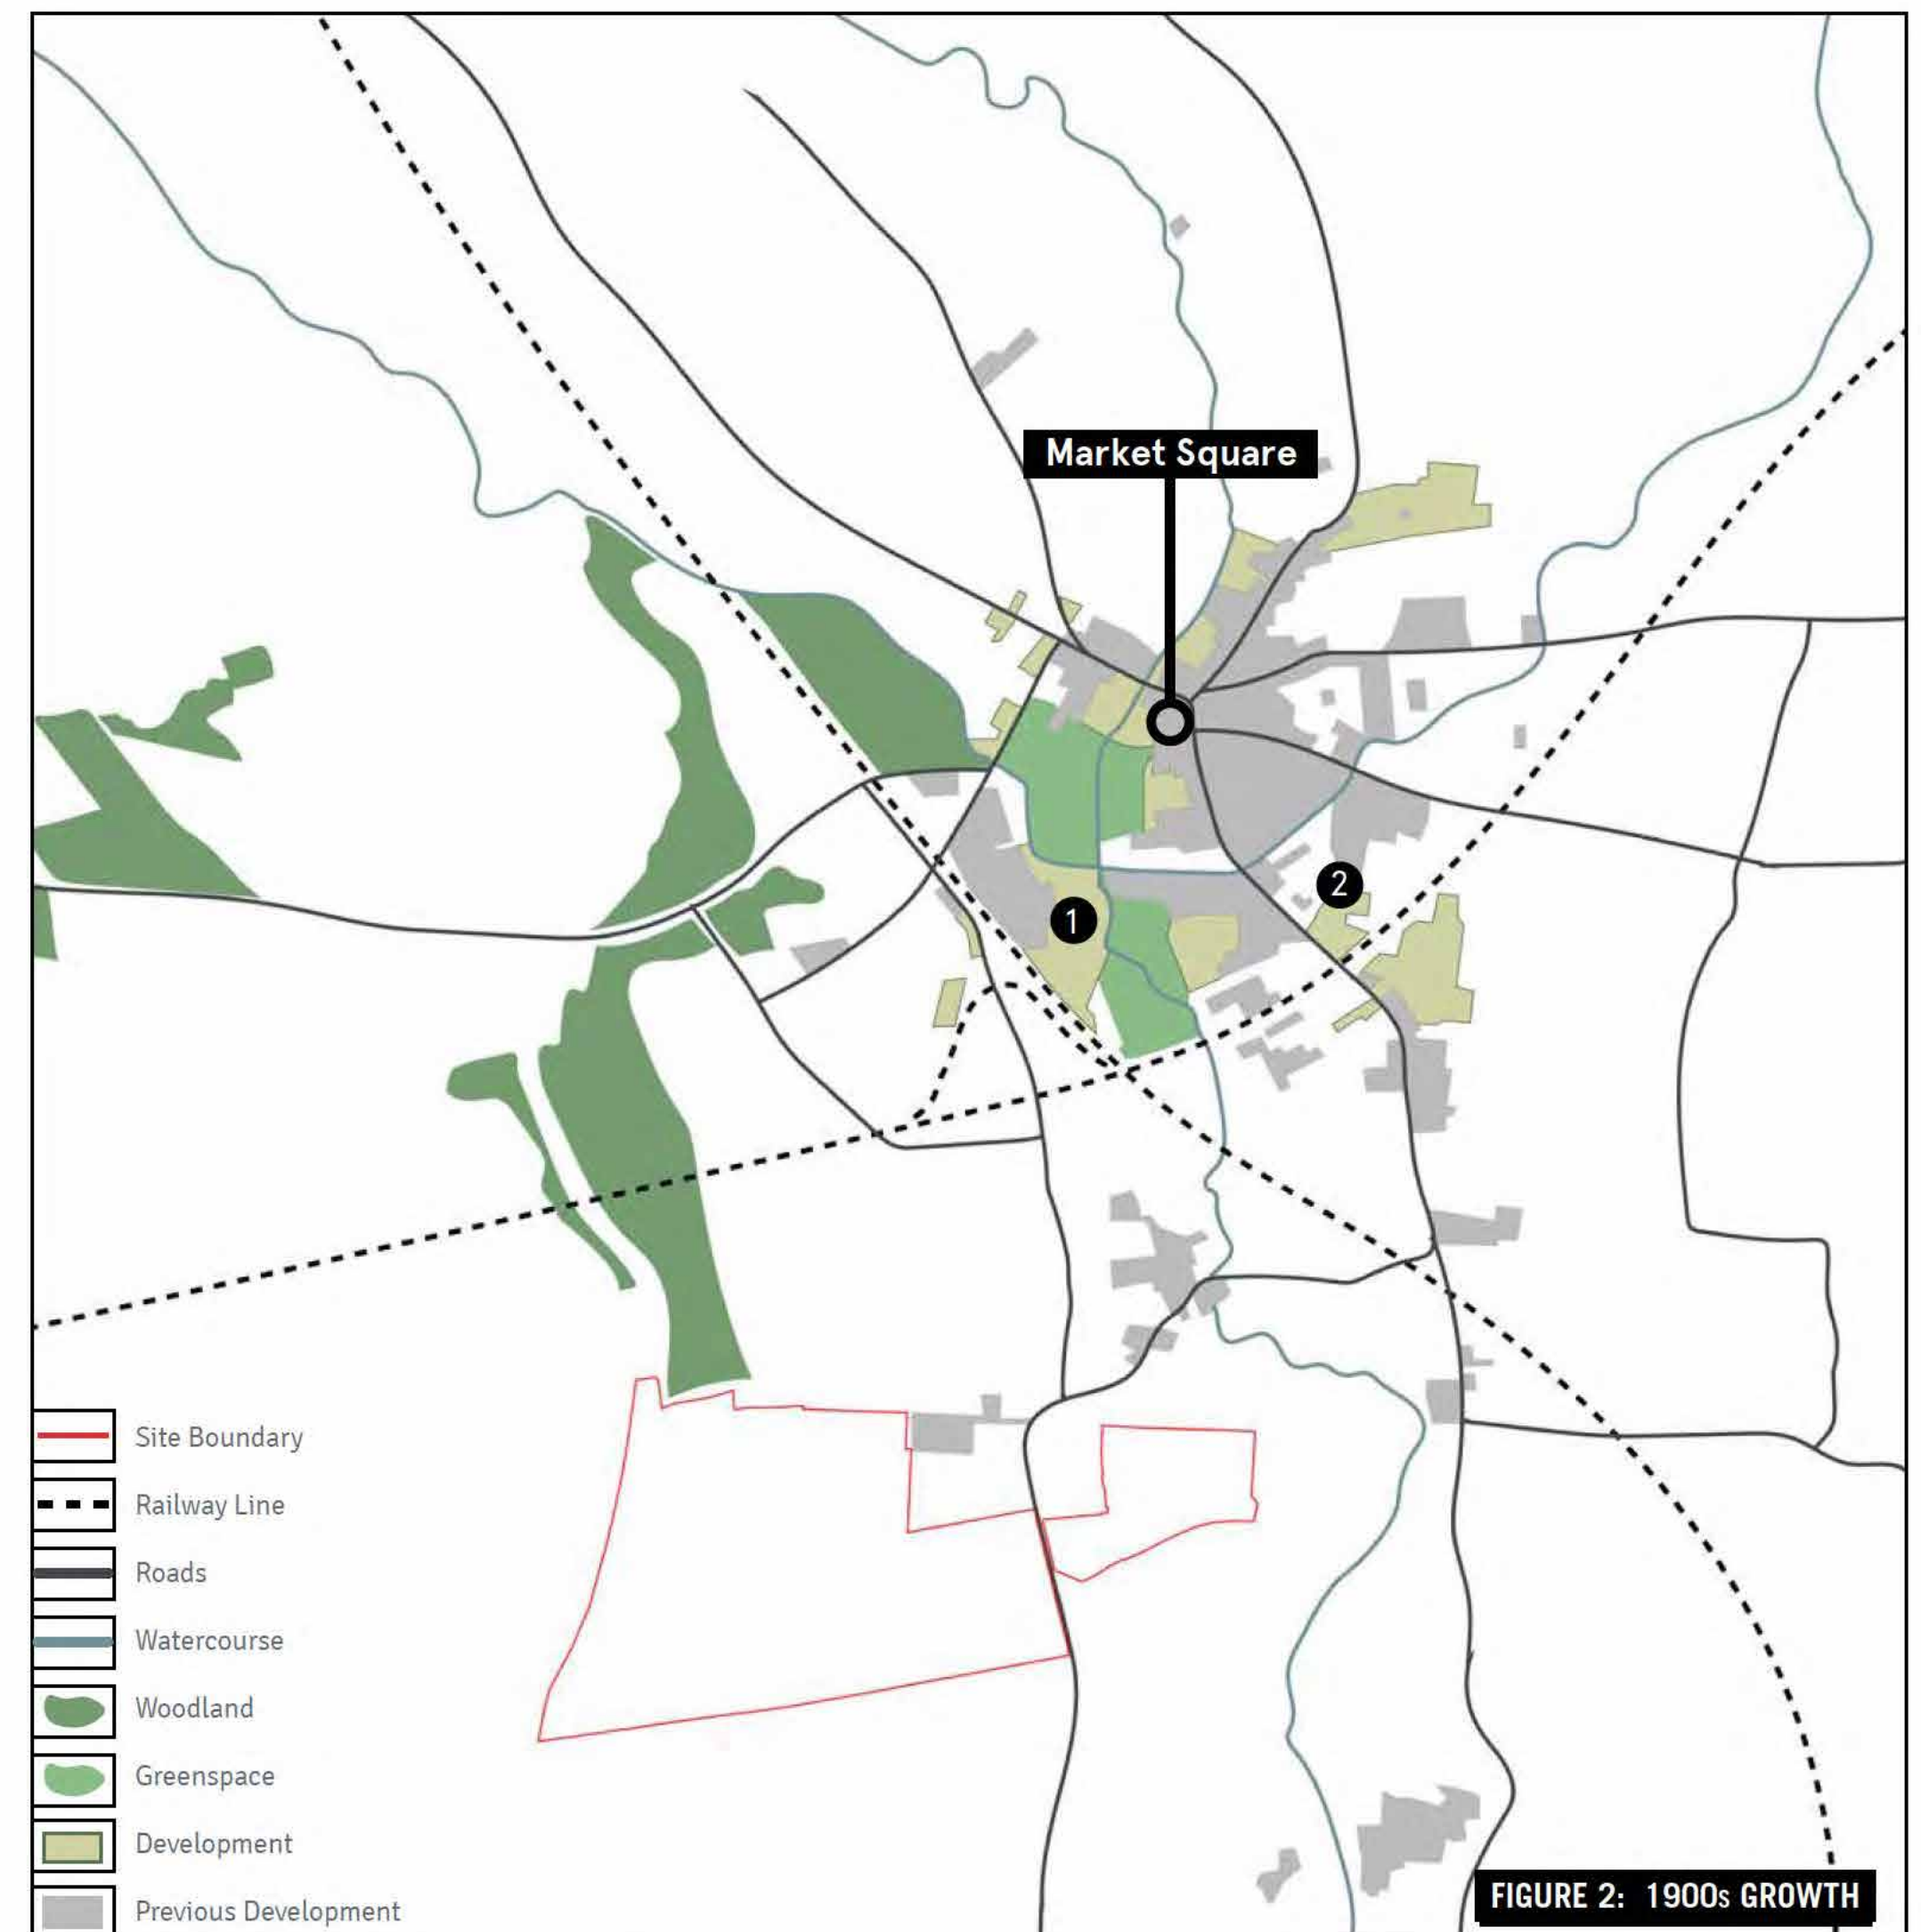 Market Square
2
1
Site Boundary
Railway Line
Roads
Watercourse
Woodland
Greenspace
Development
Previous Development
FIGURE 2: 1900s GROWTH